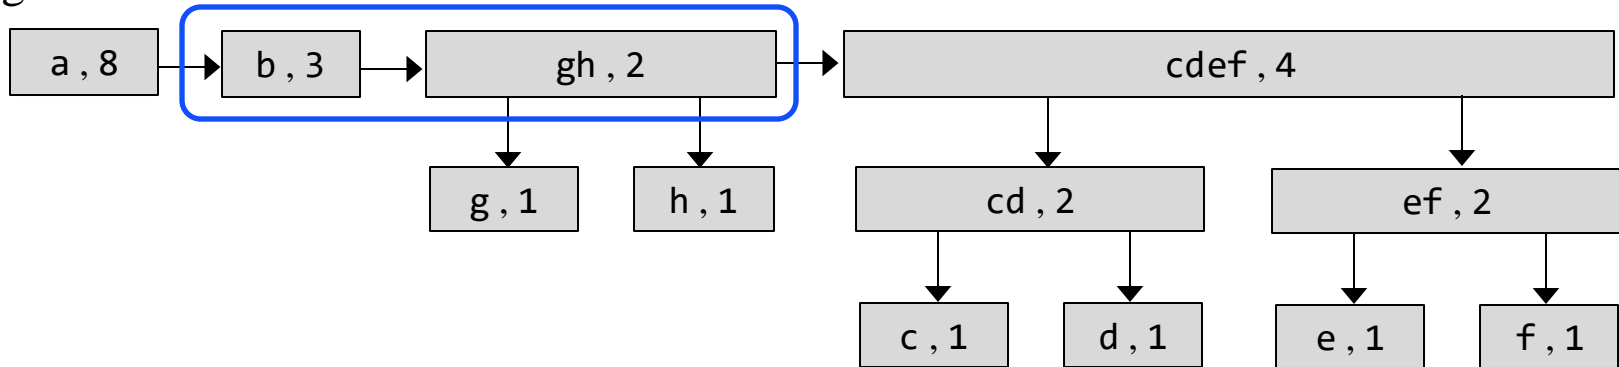 a , 8 b , 3 gh , 2 cdef , 4
g , 1 h , 1 cd , 2 ef , 2
c , 1 d , 1 e , 1 f , 1